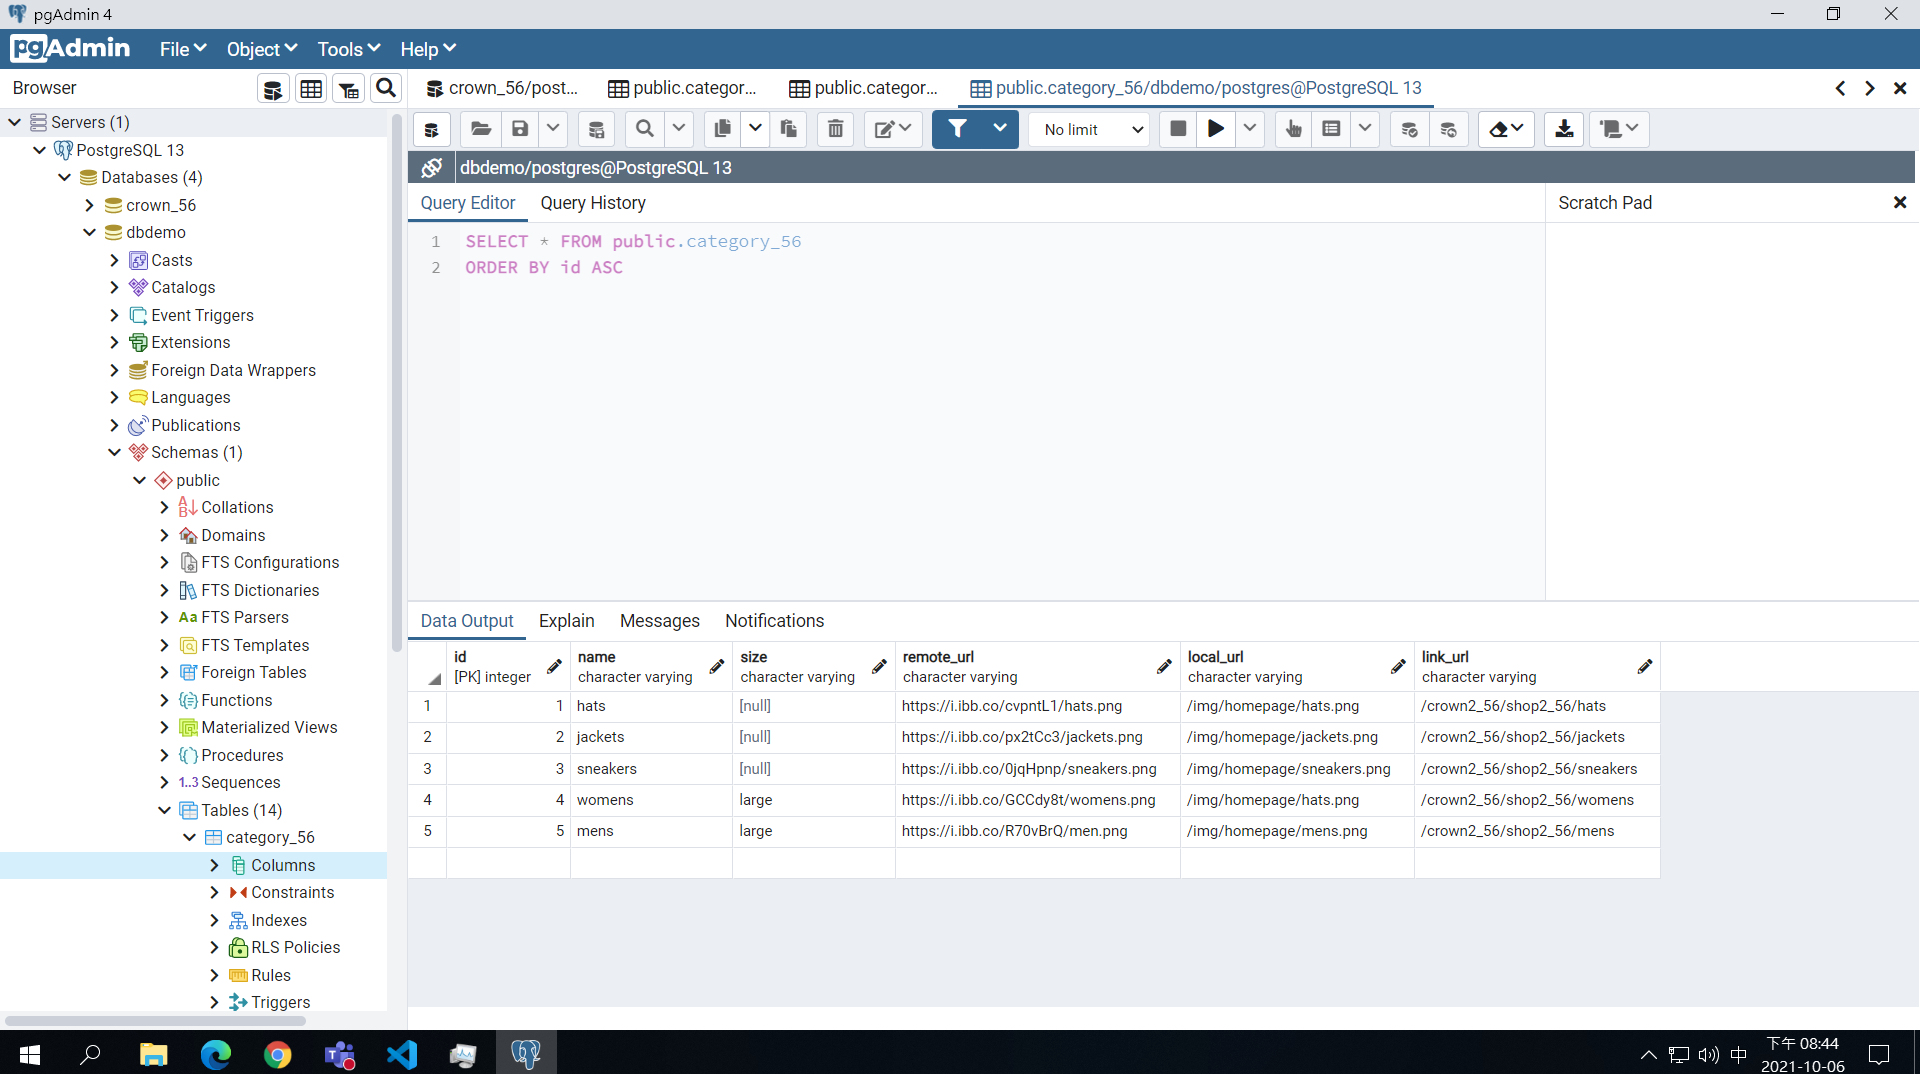 pgAdmin 4
pgAdmin File Object Tools Help
Browser
crown_56/post... public.categor... public.categor... public.category_56/dbdemo/postgres@PostgreSQL 13
No limit
dbdemo/postgres@PostgreSQL 13
Query Editor Query History
Scratch Pad
1 SELECT * FROM public.category_56
2 ORDER BY id ASC
Servers (1)
PostgreSQL 13
Databases (4)
crown_56
dbdemo
Casts
Catalogs
Event Triggers
Extensions
Foreign Data Wrappers
Languages
Publications
Schemas (1)
public
Collations
Domains
FTS Configurations
FTS Dictionaries
Aa FTS Parsers
FTS Templates
Foreign Tables
Functions
Materialized Views
Procedures
1..3 Sequences
Tables (14)
category_56
Columns
Constraints
Indexes
RLS Policies
Rules
Triggers
Data Output Explain Messages Notifications
id name size remote_url local_url link_url
[PK] integer character varying character varying character varying character varying character varying
1 1 hats [null] https://i.ibb.co/cvpntL1/hats.png /img/homepage/hats.png /crown2_56/shop2_56/hats
2 2 jackets [null] https://i.ibb.co/px2tCc3/jackets.png /img/homepage/jackets.png /crown2_56/shop2_56/jackets
3 3 sneakers [null] https://i.ibb.co/0jqHpnp/sneakers.png /img/homepage/sneakers.png /crown2_56/shop2_56/sneakers
4 4 womens large https://i.ibb.co/GCCdy8t/womens.png /img/homepage/hats.png /crown2_56/shop2_56/womens
5 5 mens large https://i.ibb.co/R70vBrQ/men.png /img/homepage/mens.png /crown2_56/shop2_56/mens
中
下午 08:44
2021-10-06